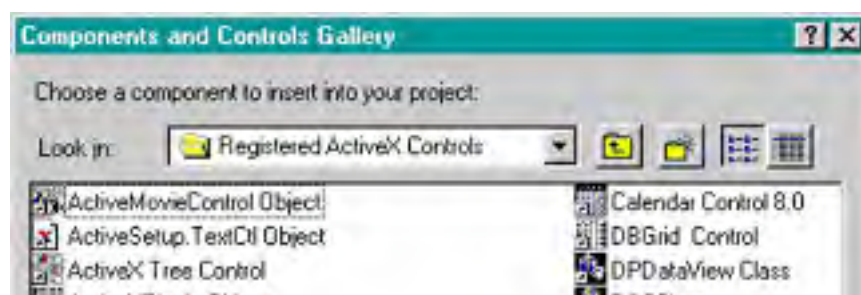 Components and Controls Gallery
Choose a component to insert into your project:
Look in: Registered ActiveX Controls
ActiveMovieControl Object Calendar Control 8.0
ActiveSetup.TextCtl Object DBGrid Control
ActiveX Tree Control DPDataView Class